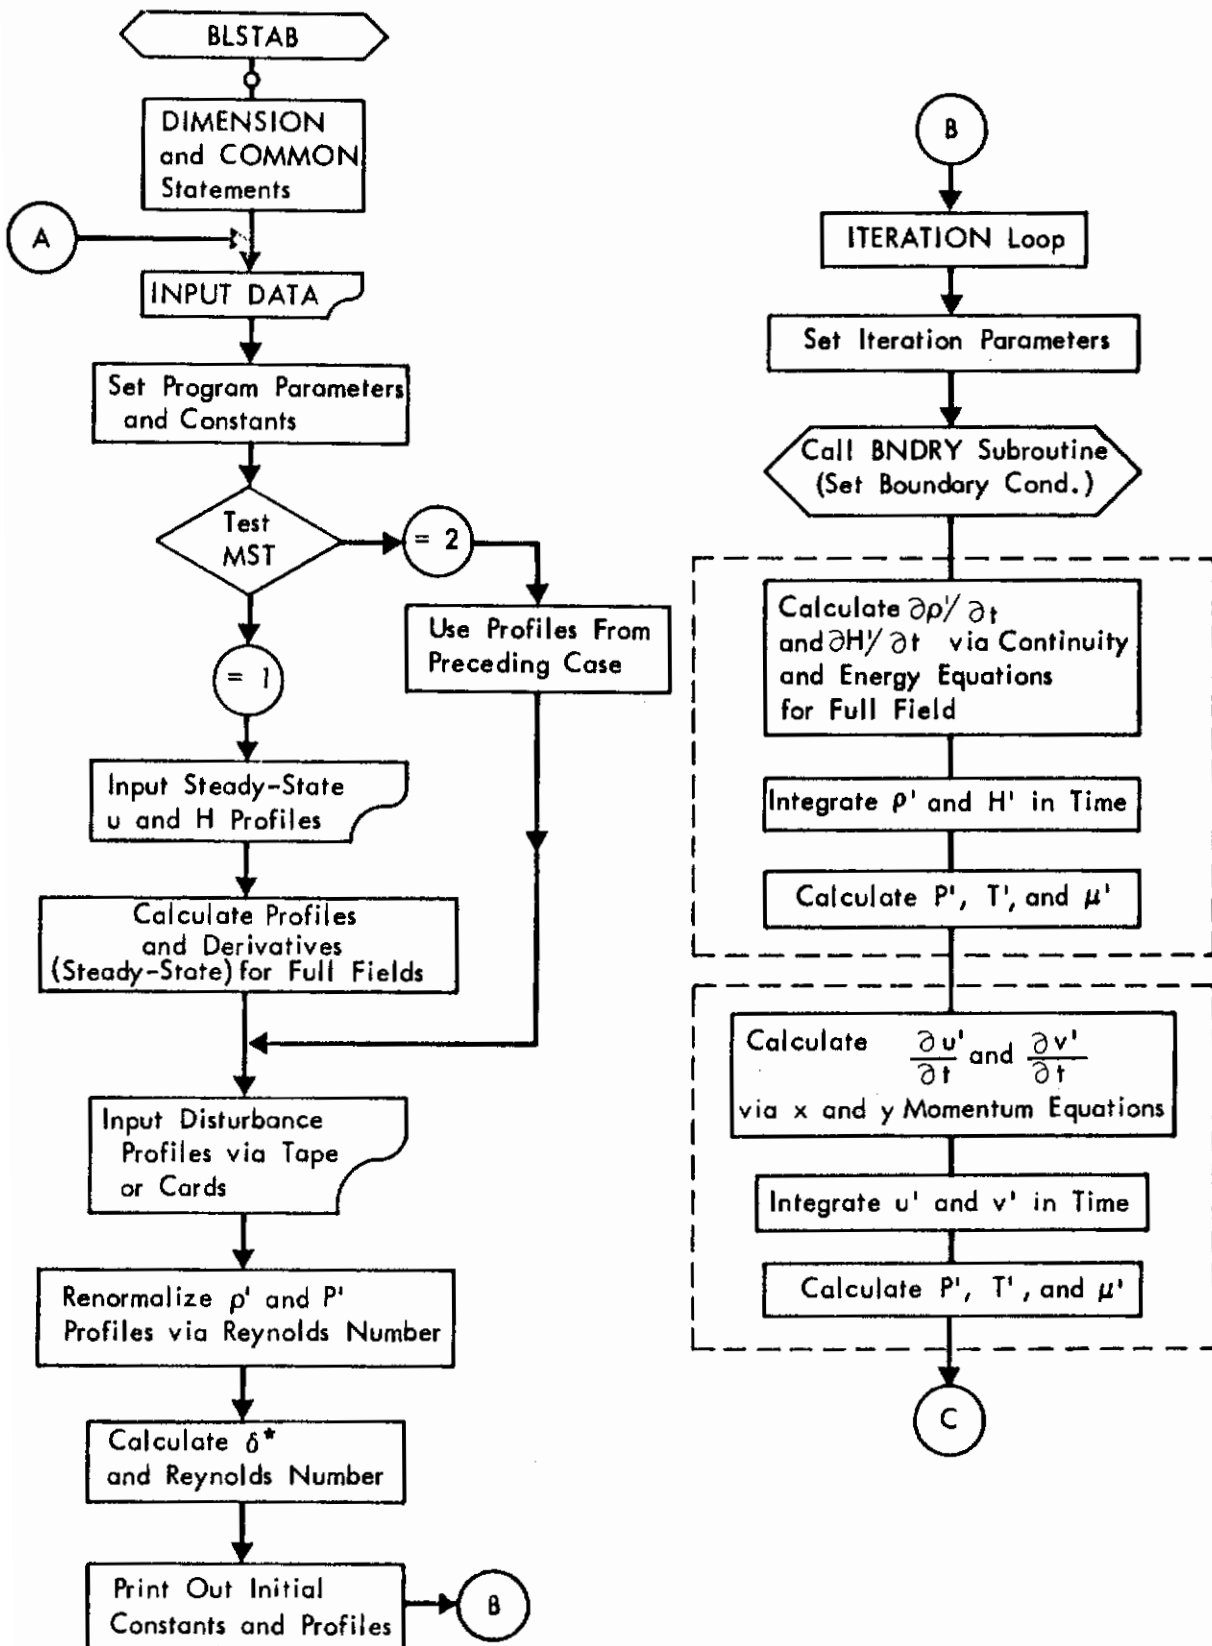 BLSTAB
DIMENSION
and COMMON
Statements
A
INPUT DATA
Set Program Parameters
and Constants
Test
MST
= 2
= 1
Use Profiles From
Preceding Case
Input Steady-State
u and H Profiles
Calculate Profiles
and Derivatives
(Steady-State) for Full Fields
Input Disturbance
Profiles via Tape
or Cards
Renormalize ρ' and P'
Profiles via Reynolds Number
Calculate δ*
and Reynolds Number
Print Out Initial
Constants and Profiles
B
B
ITERATION Loop
Set Iteration Parameters
Call BNDRY Subroutine
(Set Boundary Cond.)
Calculate ∂ρ'/∂t
and ∂H'/∂t via Continuity
and Energy Equations
for Full Field
Integrate ρ' and H' in Time
Calculate P', T', and μ'
Calculate ∂u'/∂t and ∂v'/∂t
via x and y Momentum Equations
Integrate u' and v' in Time
Calculate P', T', and μ'
C